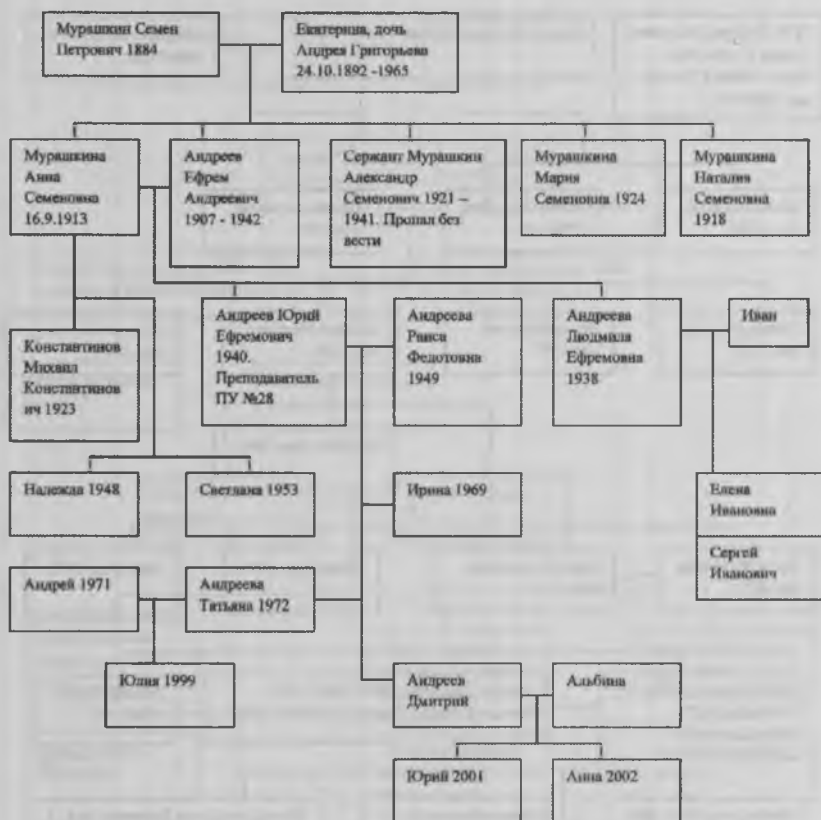 Мурашкин Семен
Петрович 1884
Екатерина, дочь
Андрея Григорьева
24.10.1892 -1965
Мурашкина
Анна
Семеновна
16.9.1913
Андреев
Ефрем
Андреевич
1907 - 1942
Сержант Мурашкин
Александр
Семенович 1921 –
1941. Пропал без
вести
Мурашкина
Мария
Семеновна 1924
Мурашкина
Наталия
Семеновна
1918
Константинов
Михаил
Константинов
ич 1923
Андреев Юрий
Ефремович
1940.
Преподаватель
ПУ №28
Андреева
Раиса
Федотовна
1949
Андреева
Людмила
Ефремовна
1938
Иван
Надежда 1948
Светлана 1953
Ирина 1969
Елена
Ивановна
Сергей
Иванович
Андрей 1971
Андреева
Татьяна 1972
Юлия 1999
Андреев
Дмитрий
Альбина
Юрий 2001
Анна 2002